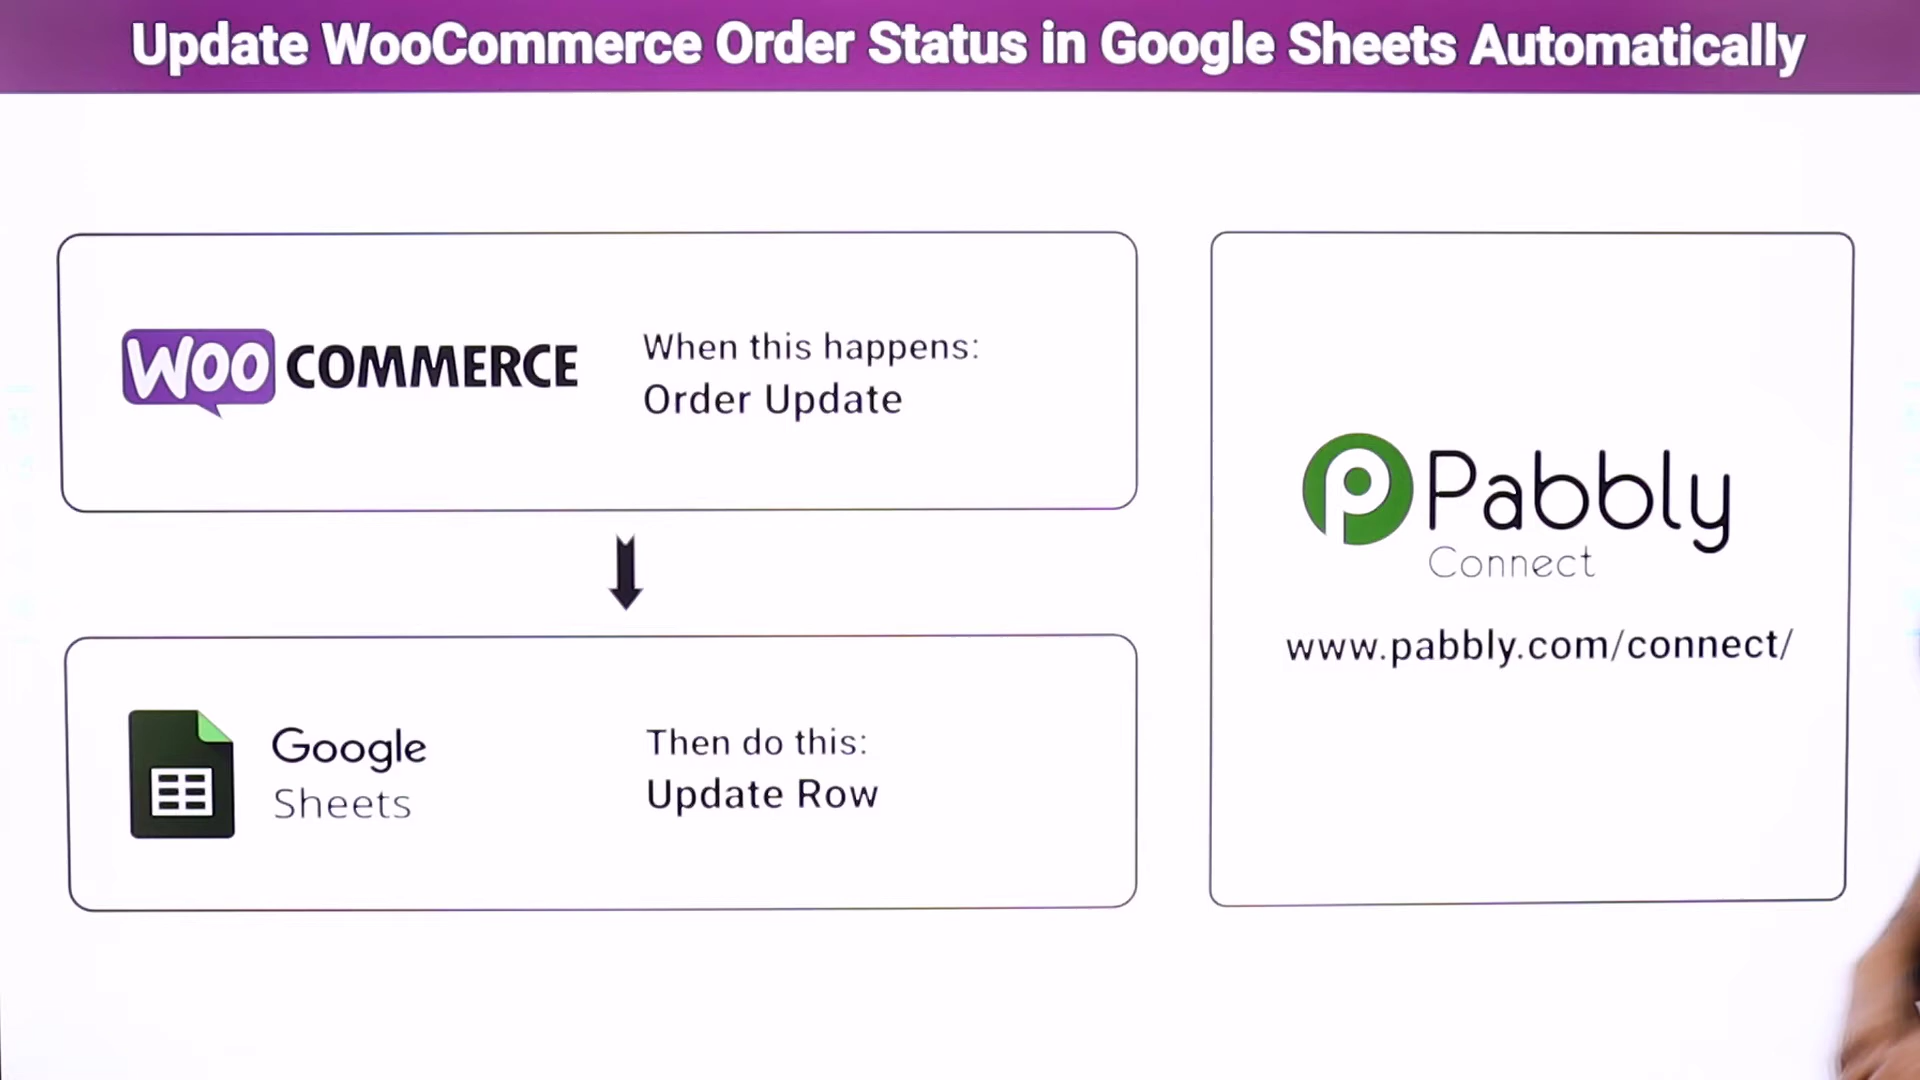 Update WooCommerce Order Status in Google Sheets Automatically
WOO COMMERCE
When this happens:
Order Update
Google
Sheets
Then do this:
Update Row
Pabbly
Connect
www.pabbly.com/connect/